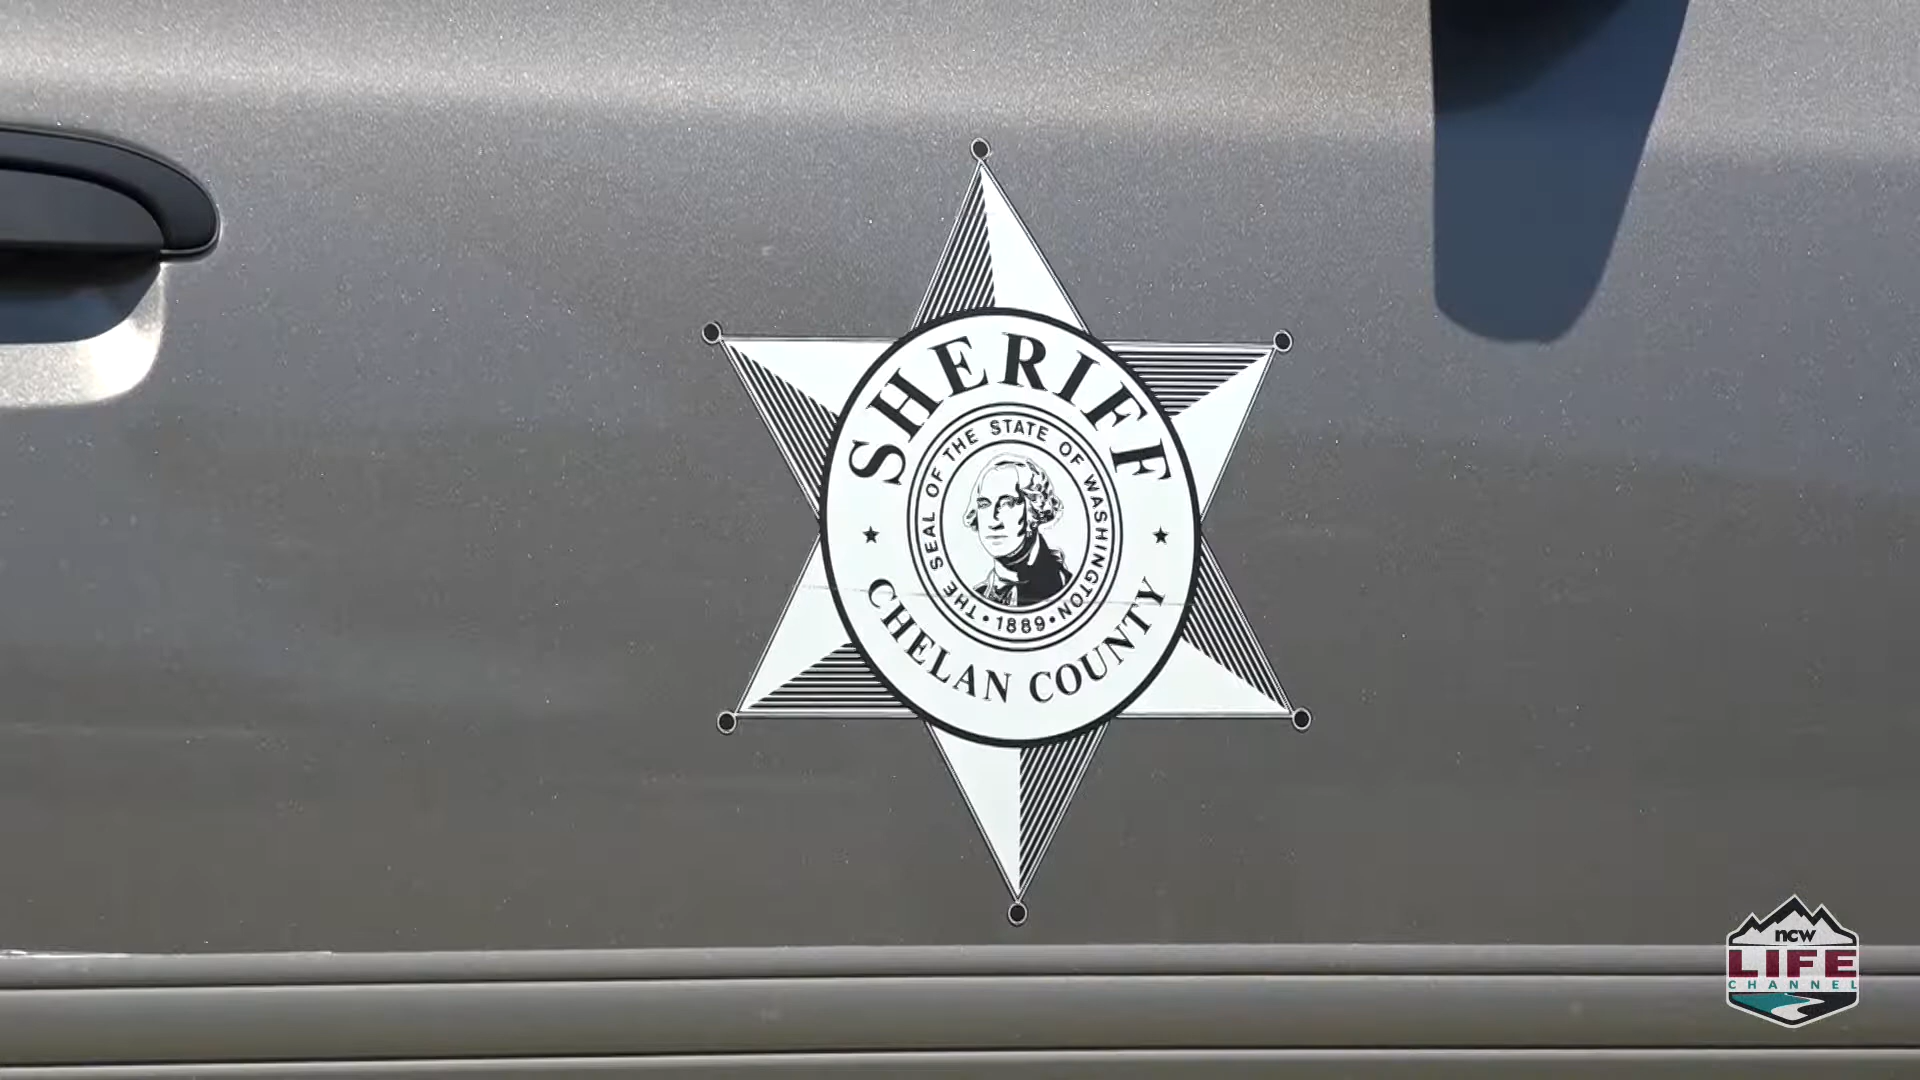 SHERIFF
THE SEAL OF THE STATE OF WASHINGTON
• 1889 •
CHELAN COUNTY
ncw
LIFE
CHANNEL